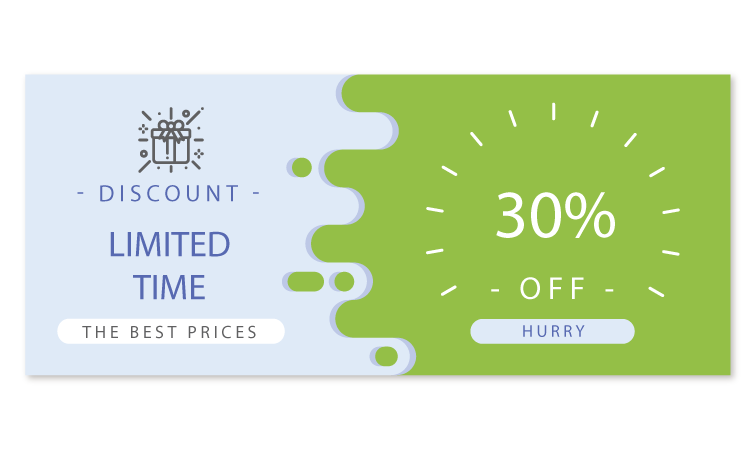 - DISCOUNT -
LIMITED
TIME
THE BEST PRICES
30%
- OFF -
HURRY